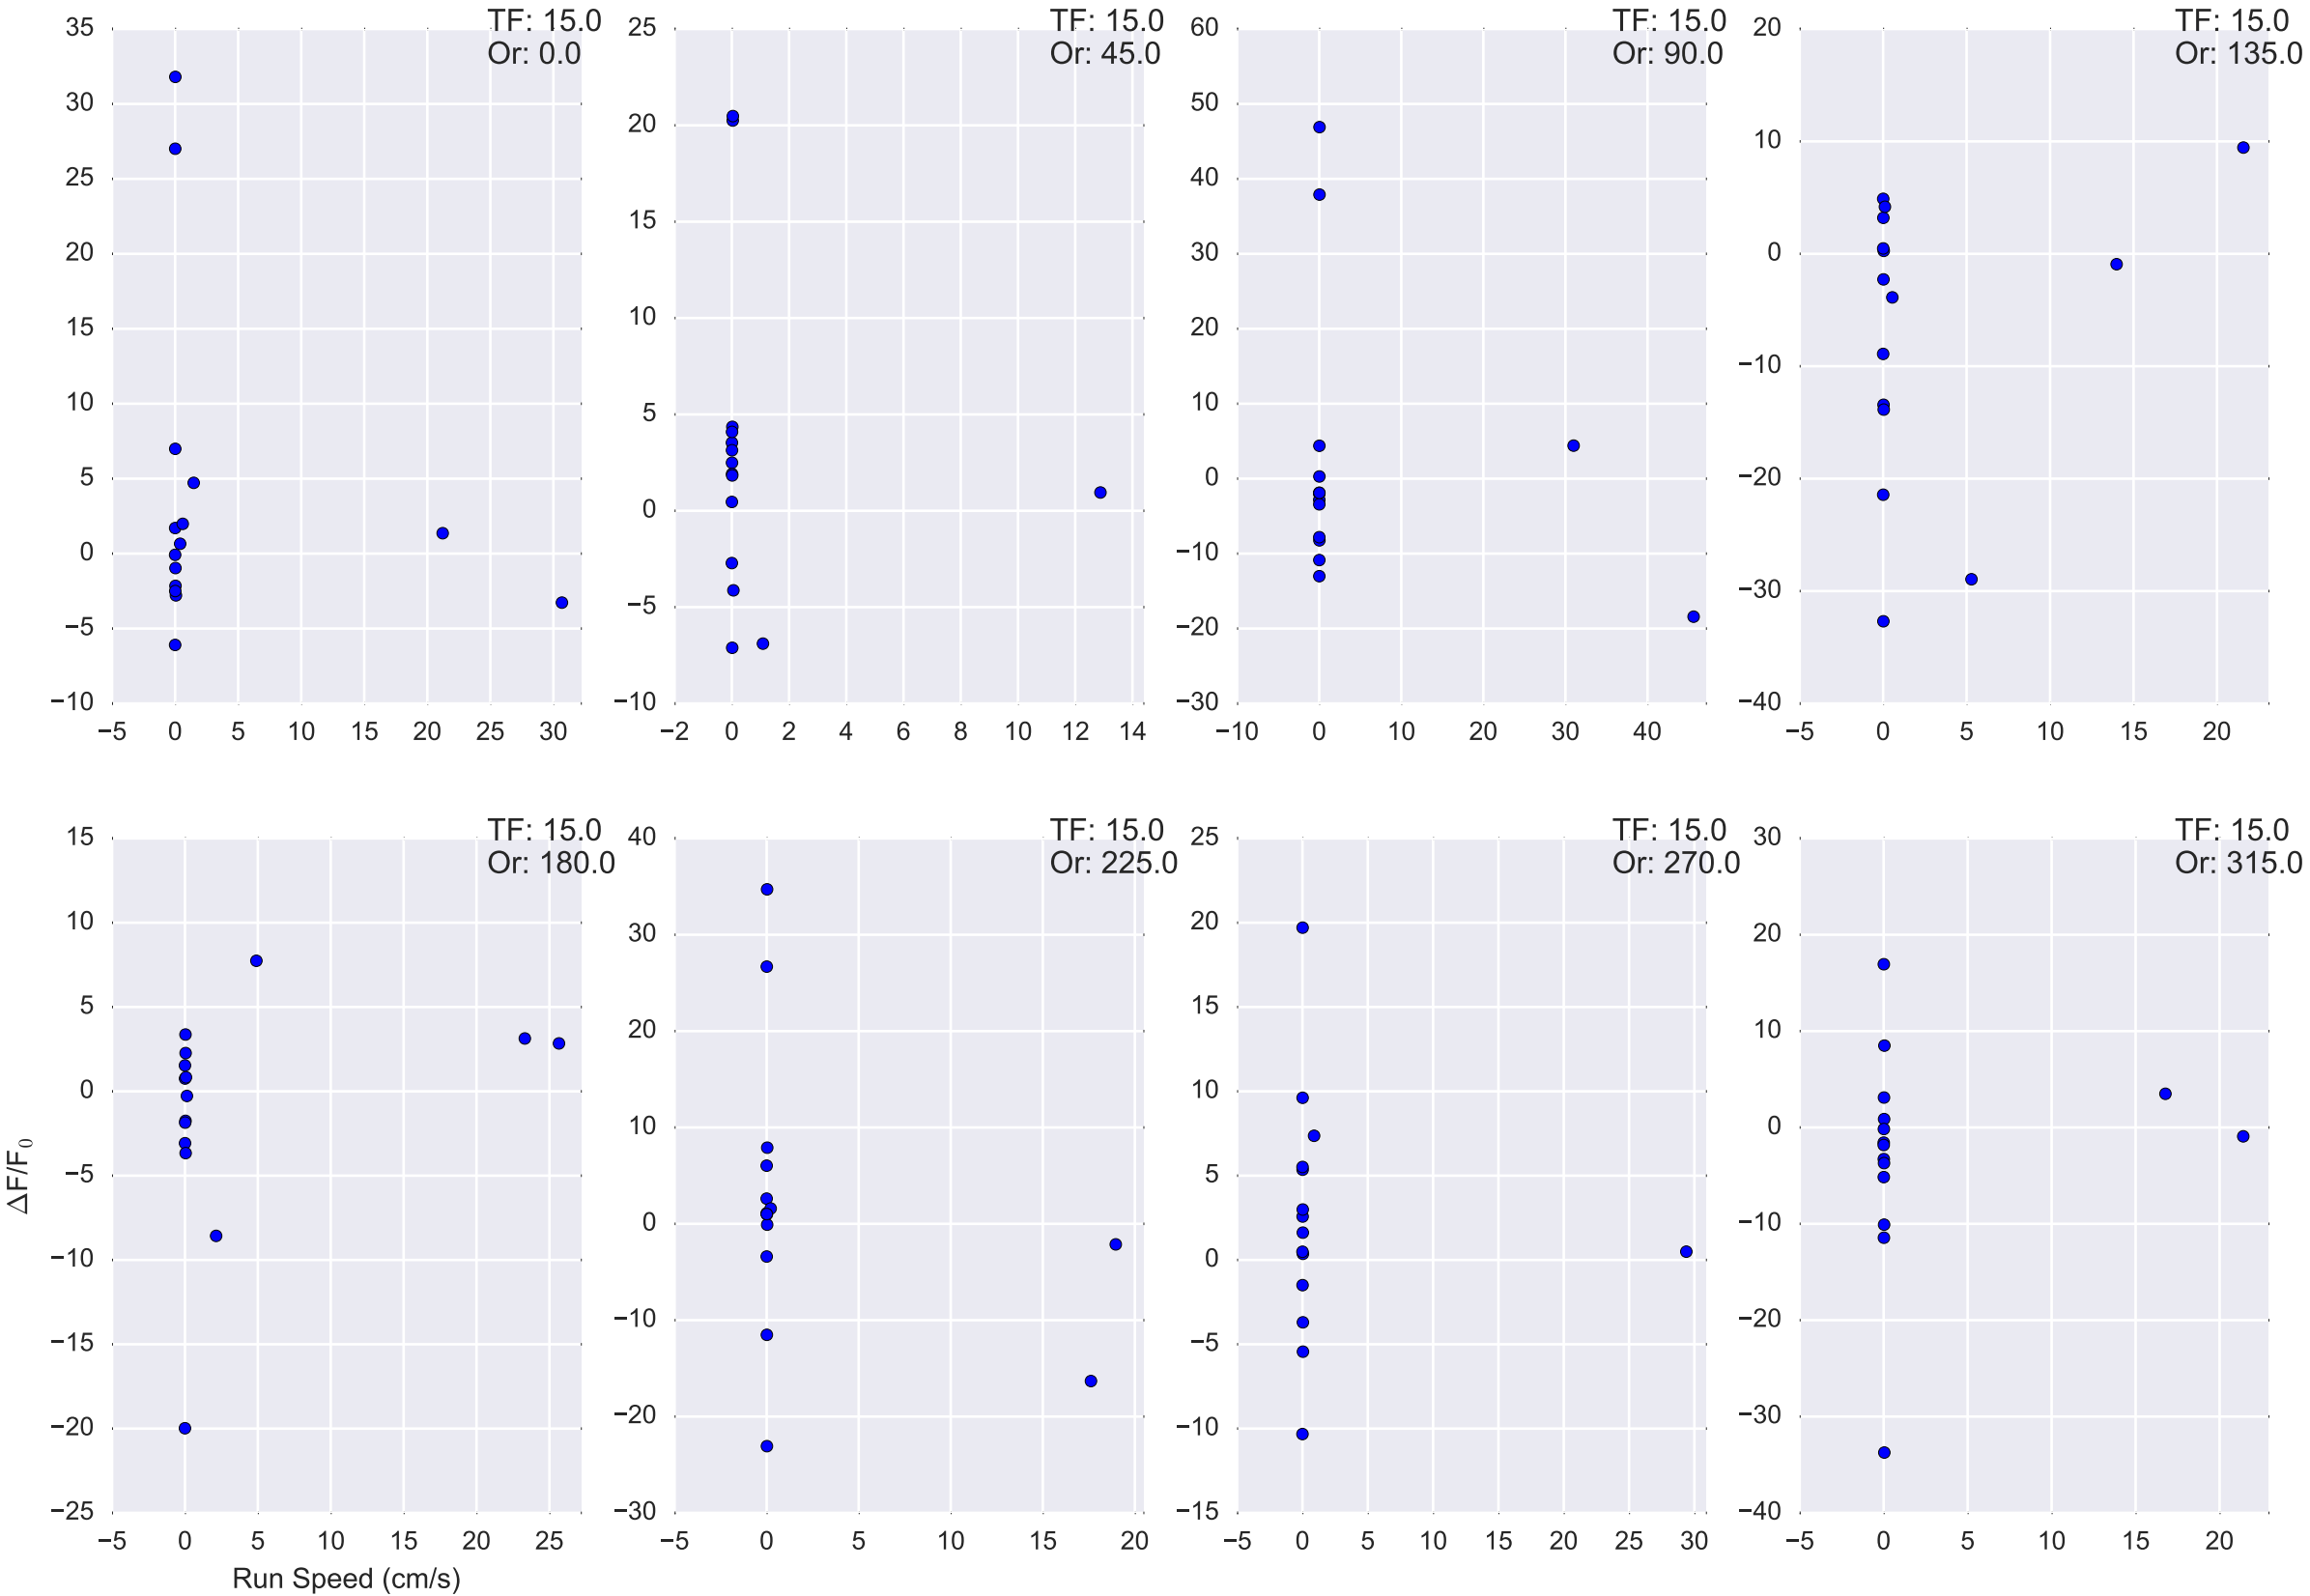 TF: 15.0
Or: 0.0
35
30
25
20
15
10
5
0
−5
−10
−5 0 5 10 15 20 25 30
TF: 15.0
Or: 45.0
25
20
15
10
5
0
−5
−10
−2 0 2 4 6 8 10 12 14
TF: 15.0
Or: 90.0
60
50
40
30
20
10
0
−10
−20
−30
−10 0 10 20 30 40
TF: 15.0
Or: 135.0
20
10
0
−10
−20
−30
−40
−5 0 5 10 15 20
TF: 15.0
Or: 180.0
15
10
5
0
−5
−10
−15
−20
−25
−5 0 5 10 15 20 25
ΔF/F₀
Run Speed (cm/s)
TF: 15.0
Or: 225.0
40
30
20
10
0
−10
−20
−30
−5 0 5 10 15 20
TF: 15.0
Or: 270.0
25
20
15
10
5
0
−5
−10
−15
−5 0 5 10 15 20 25 30
TF: 15.0
Or: 315.0
30
20
10
0
−10
−20
−30
−40
−5 0 5 10 15 20